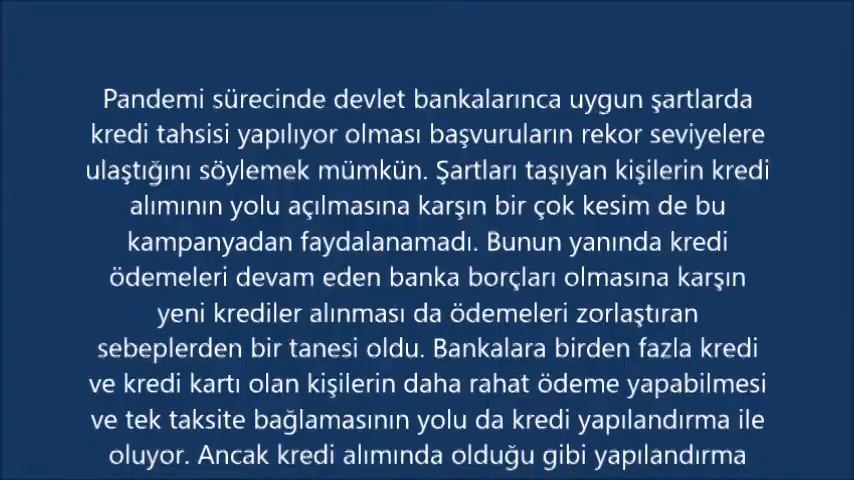 Pandemi sürecinde devlet bankalarınca uygun şartlarda
kredi tahsisi yapılıyor olması başvuruların rekor seviyelere
ulaştığını söylemek mümkün. Şartları taşıyan kişilerin kredi
alımının yolu açılmasına karşın bir çok kesim de bu
kampanyadan faydalanamadı. Bunun yanında kredi
ödemeleri devam eden banka borçları olmasına karşın
yeni krediler alınması da ödemeleri zorlaştıran
sebeplerden bir tanesi oldu. Bankalara birden fazla kredi
ve kredi kartı olan kişilerin daha rahat ödeme yapabilmesi
ve tek taksite bağlamasının yolu da kredi yapılandırma ile
oluyor. Ancak kredi alımında olduğu gibi yapılandırma